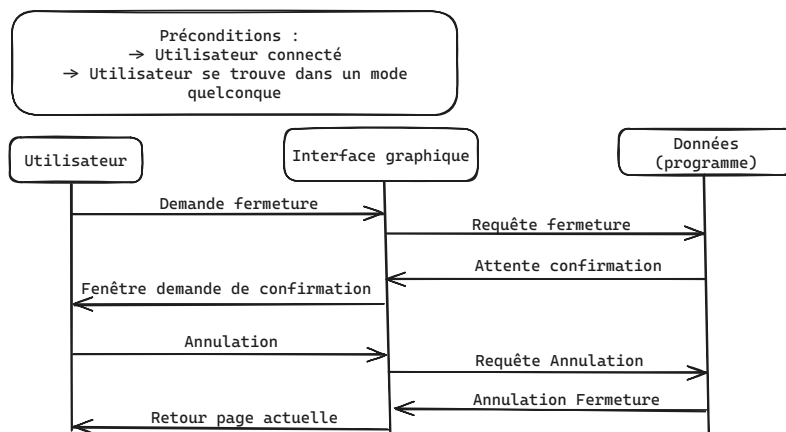 Préconditions :
→ Utilisateur connecté
→ Utilisateur se trouve dans un mode
quelconque
Utilisateur
Interface graphique
Données
(programme)
Demande fermeture
Requête fermeture
Attente confirmation
Fenêtre demande de confirmation
Annulation
Requête Annulation
Annulation Fermeture
Retour page actuelle